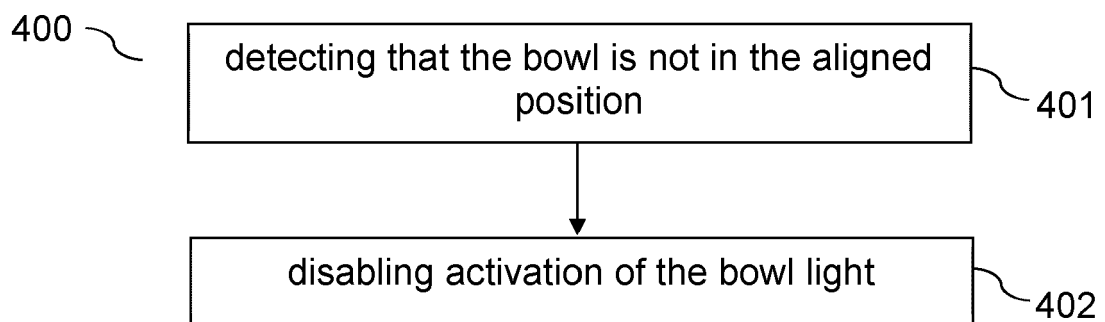 400
detecting that the bowl is not in the aligned
position
401
disabling activation of the bowl light
402